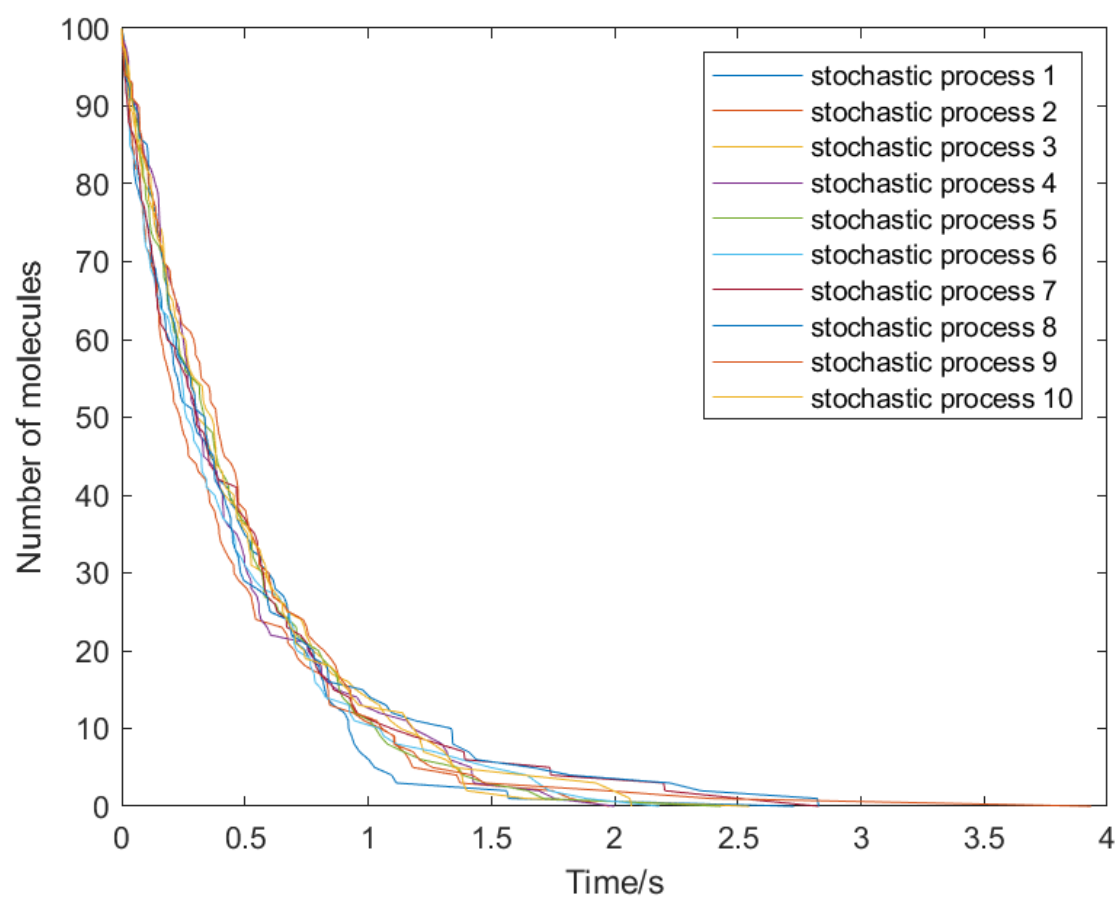 100
90
80
70
60
50
40
30
20
10
0
Number of molecules
stochastic process 1
stochastic process 2
stochastic process 3
stochastic process 4
stochastic process 5
stochastic process 6
stochastic process 7
stochastic process 8
stochastic process 9
stochastic process 10
0 0.5 1 1.5 2 2.5 3 3.5 4
Time/s